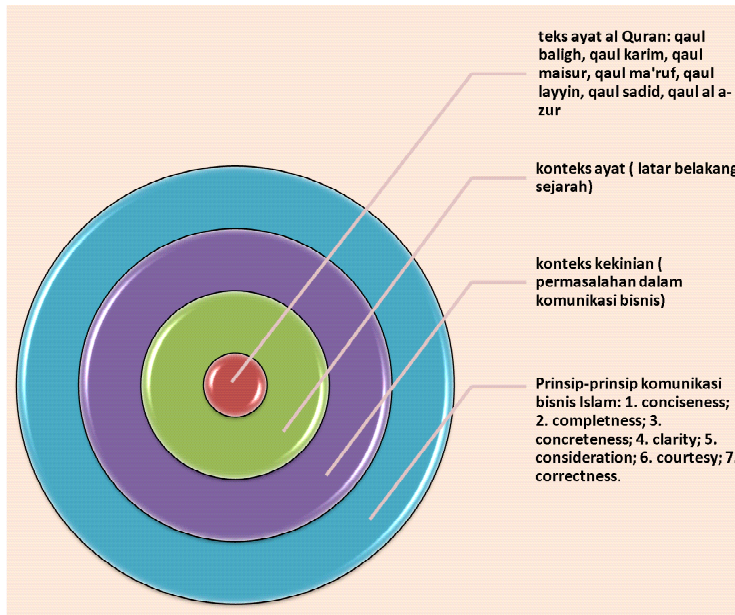 teks ayat al Quran: qaul
baligh, qaul karim, qaul
maisur, qaul ma'ruf, qaul
layyin, qaul sadid, qaul al a-
zur
konteks ayat ( latar belakang
sejarah)
konteks kekinian (
permasalahan dalam
komunikasi bisnis)
Prinsip-prinsip komunikasi
bisnis Islam: 1. conciseness;
2. completness; 3.
concreteness; 4. clarity; 5.
consideration; 6. courtesy; 7.
correctness.